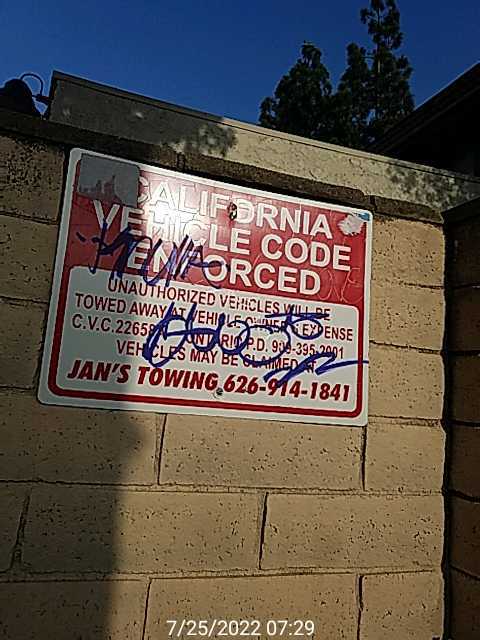 CALIFORNIA
VEHICLE CODE
ENFORCED
UNAUTHORIZED VEHICLES WILL BE
TOWED AWAY AT VEHICLE OWNER'S EXPENSE
C.V.C. 22658 ONTARIO P.D. 909-395-2001
VEHICLES MAY BE CLAIMED AT
JAN'S TOWING 626-914-1841
7/25/2022 07:29